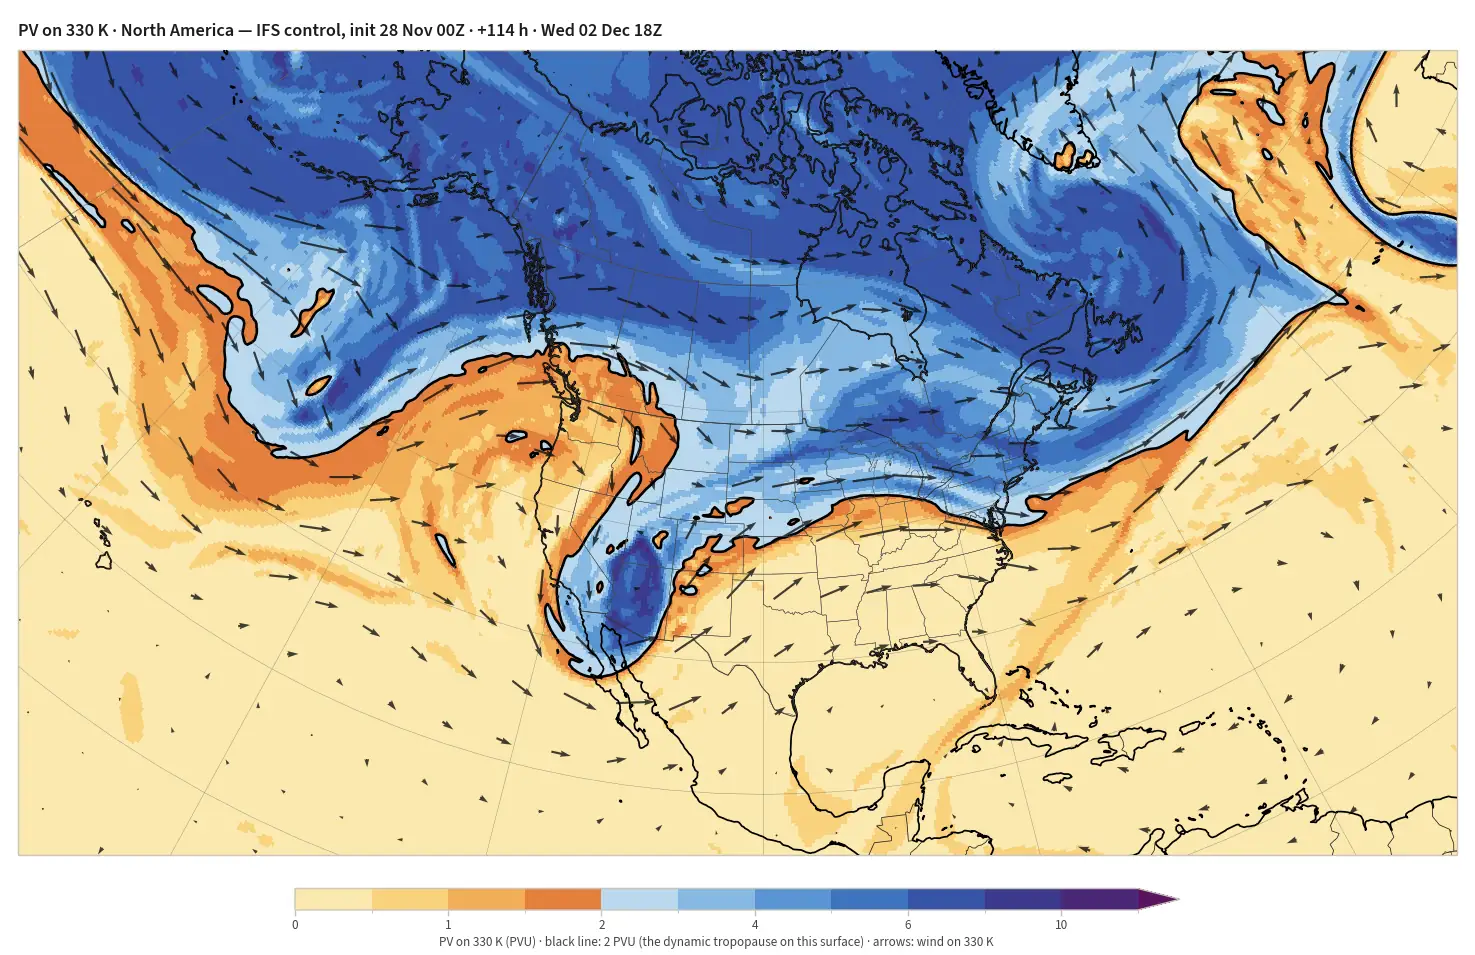 PV on 330 K · North America — IFS control, init 28 Nov 00Z · +114 h · Wed 02 Dec 18Z
0 1 2 4 6 10
PV on 330 K (PVU) · black line: 2 PVU (the dynamic tropopause on this surface) · arrows: wind on 330 K